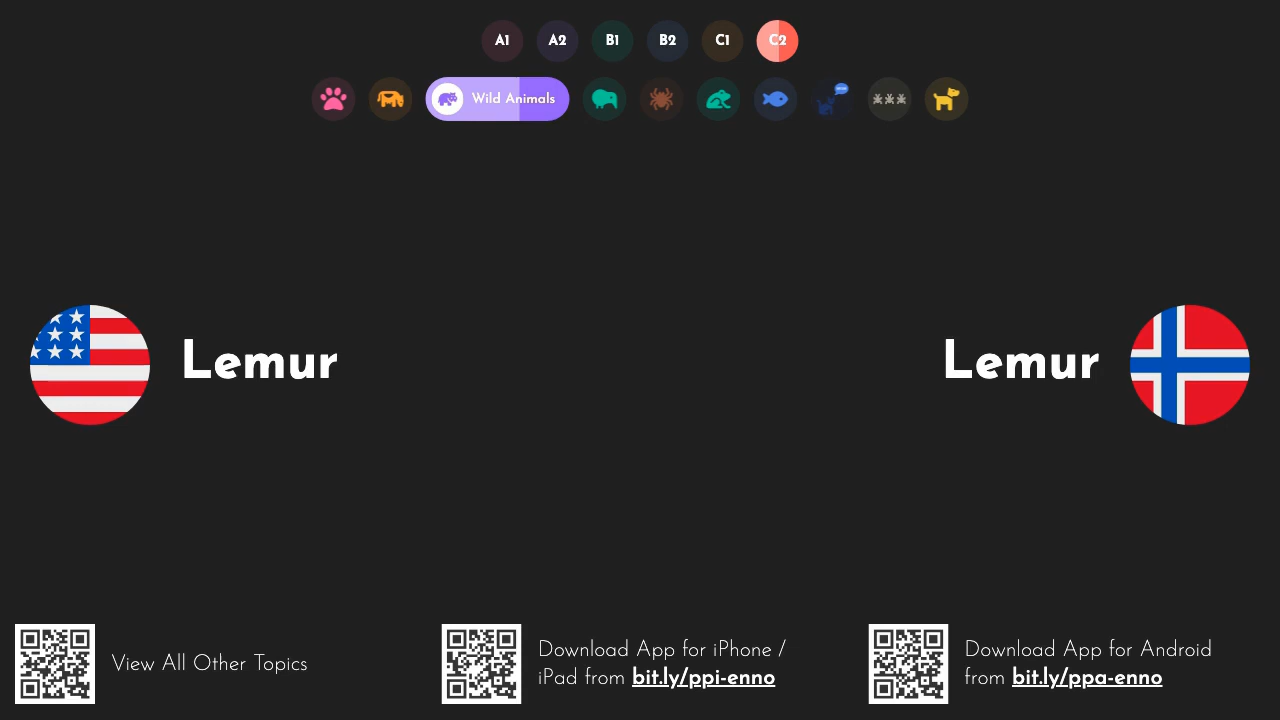 A1 A2 B1 B2 C1 C2
Wild Animals
Lemur
Lemur
View All Other Topics
Download App for iPhone /
iPad from bit.ly/ppi-enno
Download App for Android
from bit.ly/ppa-enno